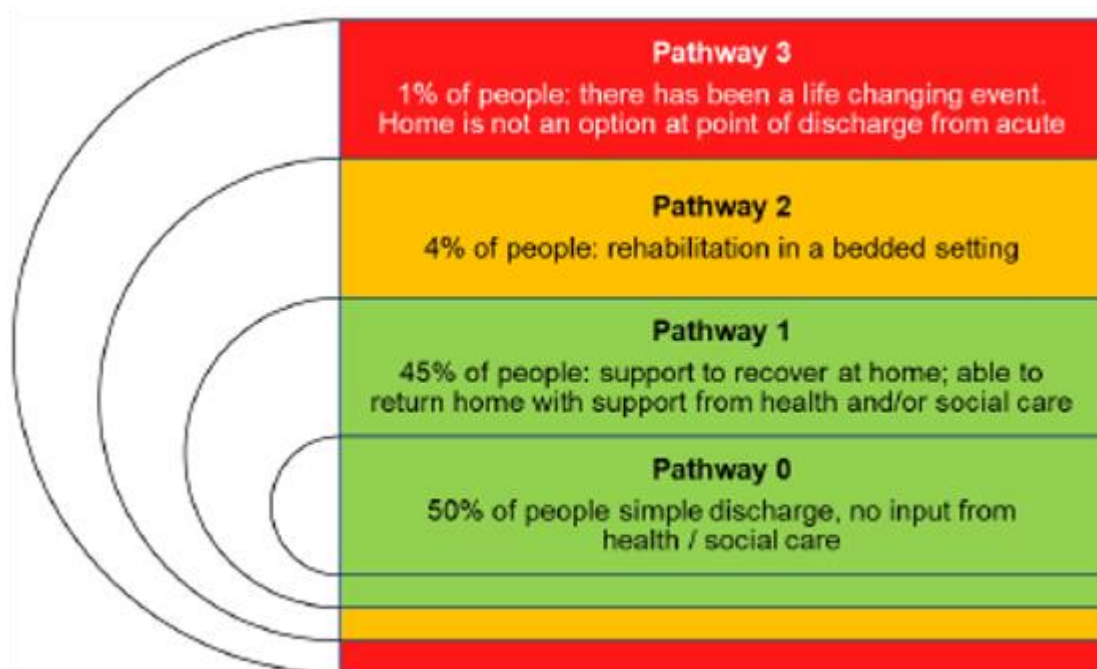 Pathway 3
1% of people: there has been a life changing event.
Home is not an option at point of discharge from acute
Pathway 2
4% of people: rehabilitation in a bedded setting
Pathway 1
45% of people: support to recover at home; able to
return home with support from health and/or social care
Pathway 0
50% of people simple discharge, no input from
health / social care